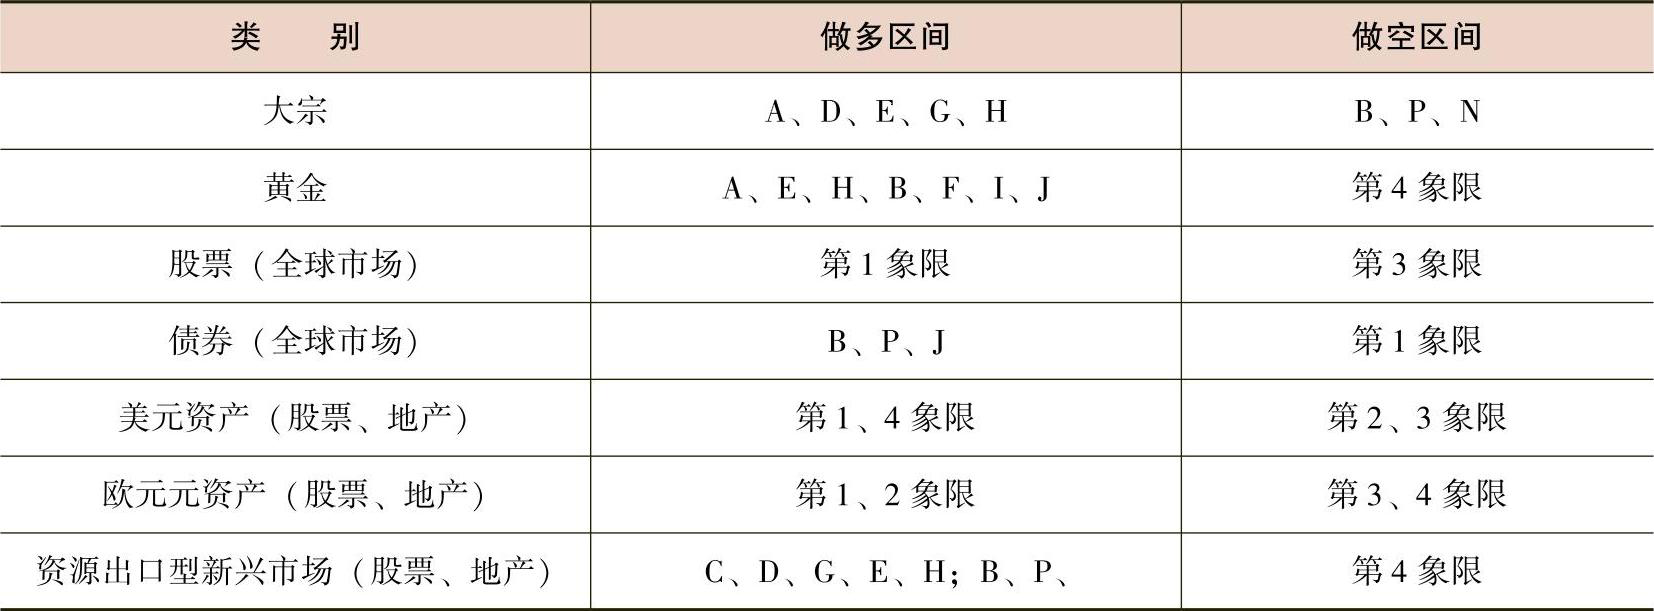 类 别 做多区间 做空区间
大宗 A、D、E、G、H B、P、N
黄金 A、E、H、B、F、I、J 第4象限
股票（全球市场） 第1象限 第3象限
债券（全球市场） B、P、J 第1象限
美元资产（股票、地产） 第1、4象限 第2、3象限
欧元元资产（股票、地产） 第1、2象限 第3、4象限
资源出口型新兴市场（股票、地产） C、D、G、E、H；B、P、 第4象限